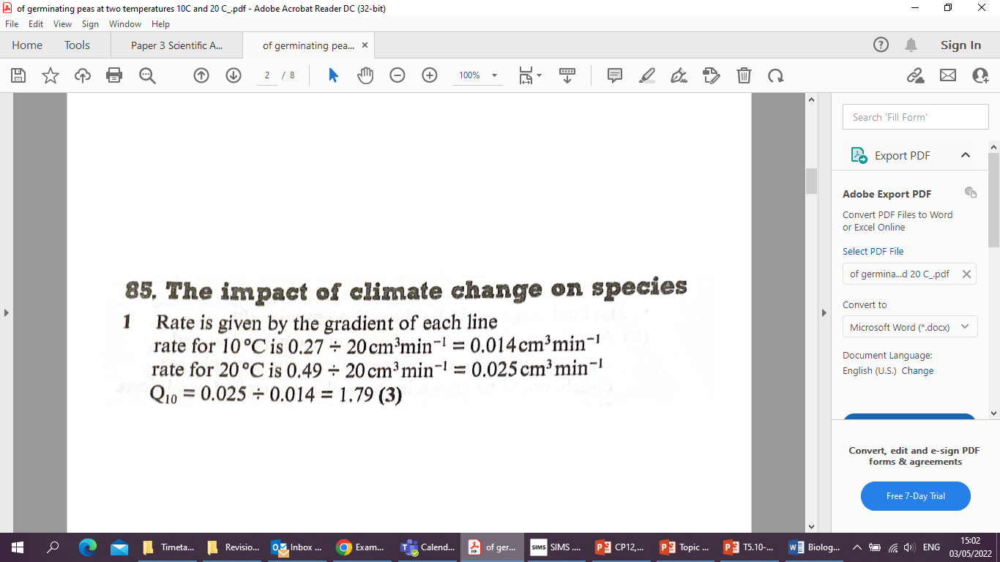 of germinating peas at two temperatures 10C and 20 C_.pdf - Adobe Acrobat Reader DC (32-bit)
File Edit View Sign Window Help
Home Tools Paper 3 Scientific A... of germinating pea... ×
2 / 8 100%
Search 'Fill Form'
Export PDF
Adobe Export PDF
Convert PDF Files to Word
or Excel Online
Select PDF File
of germina...d 20 C_.pdf
Convert to
Microsoft Word (*.docx)
Document Language:
English (U.S.) Change
Convert, edit and e-sign PDF
forms & agreements
Free 7-Day Trial
Sign In
85. The impact of climate change on species
1 Rate is given by the gradient of each line
rate for 10 °C is 0.27 ÷ 20 cm³min⁻¹ = 0.014 cm³min⁻¹
rate for 20 °C is 0.49 ÷ 20 cm³ min⁻¹ = 0.025 cm³ min⁻¹
Q₁₀ = 0.025 ÷ 0.014 = 1.79 (3)
Timeta... Revisio... Inbox ... Exam... Calend... of ger... SIMS SIMS .... CP12,... Topic ... T5.10-... Biolog... ENG
15:02
03/05/2022